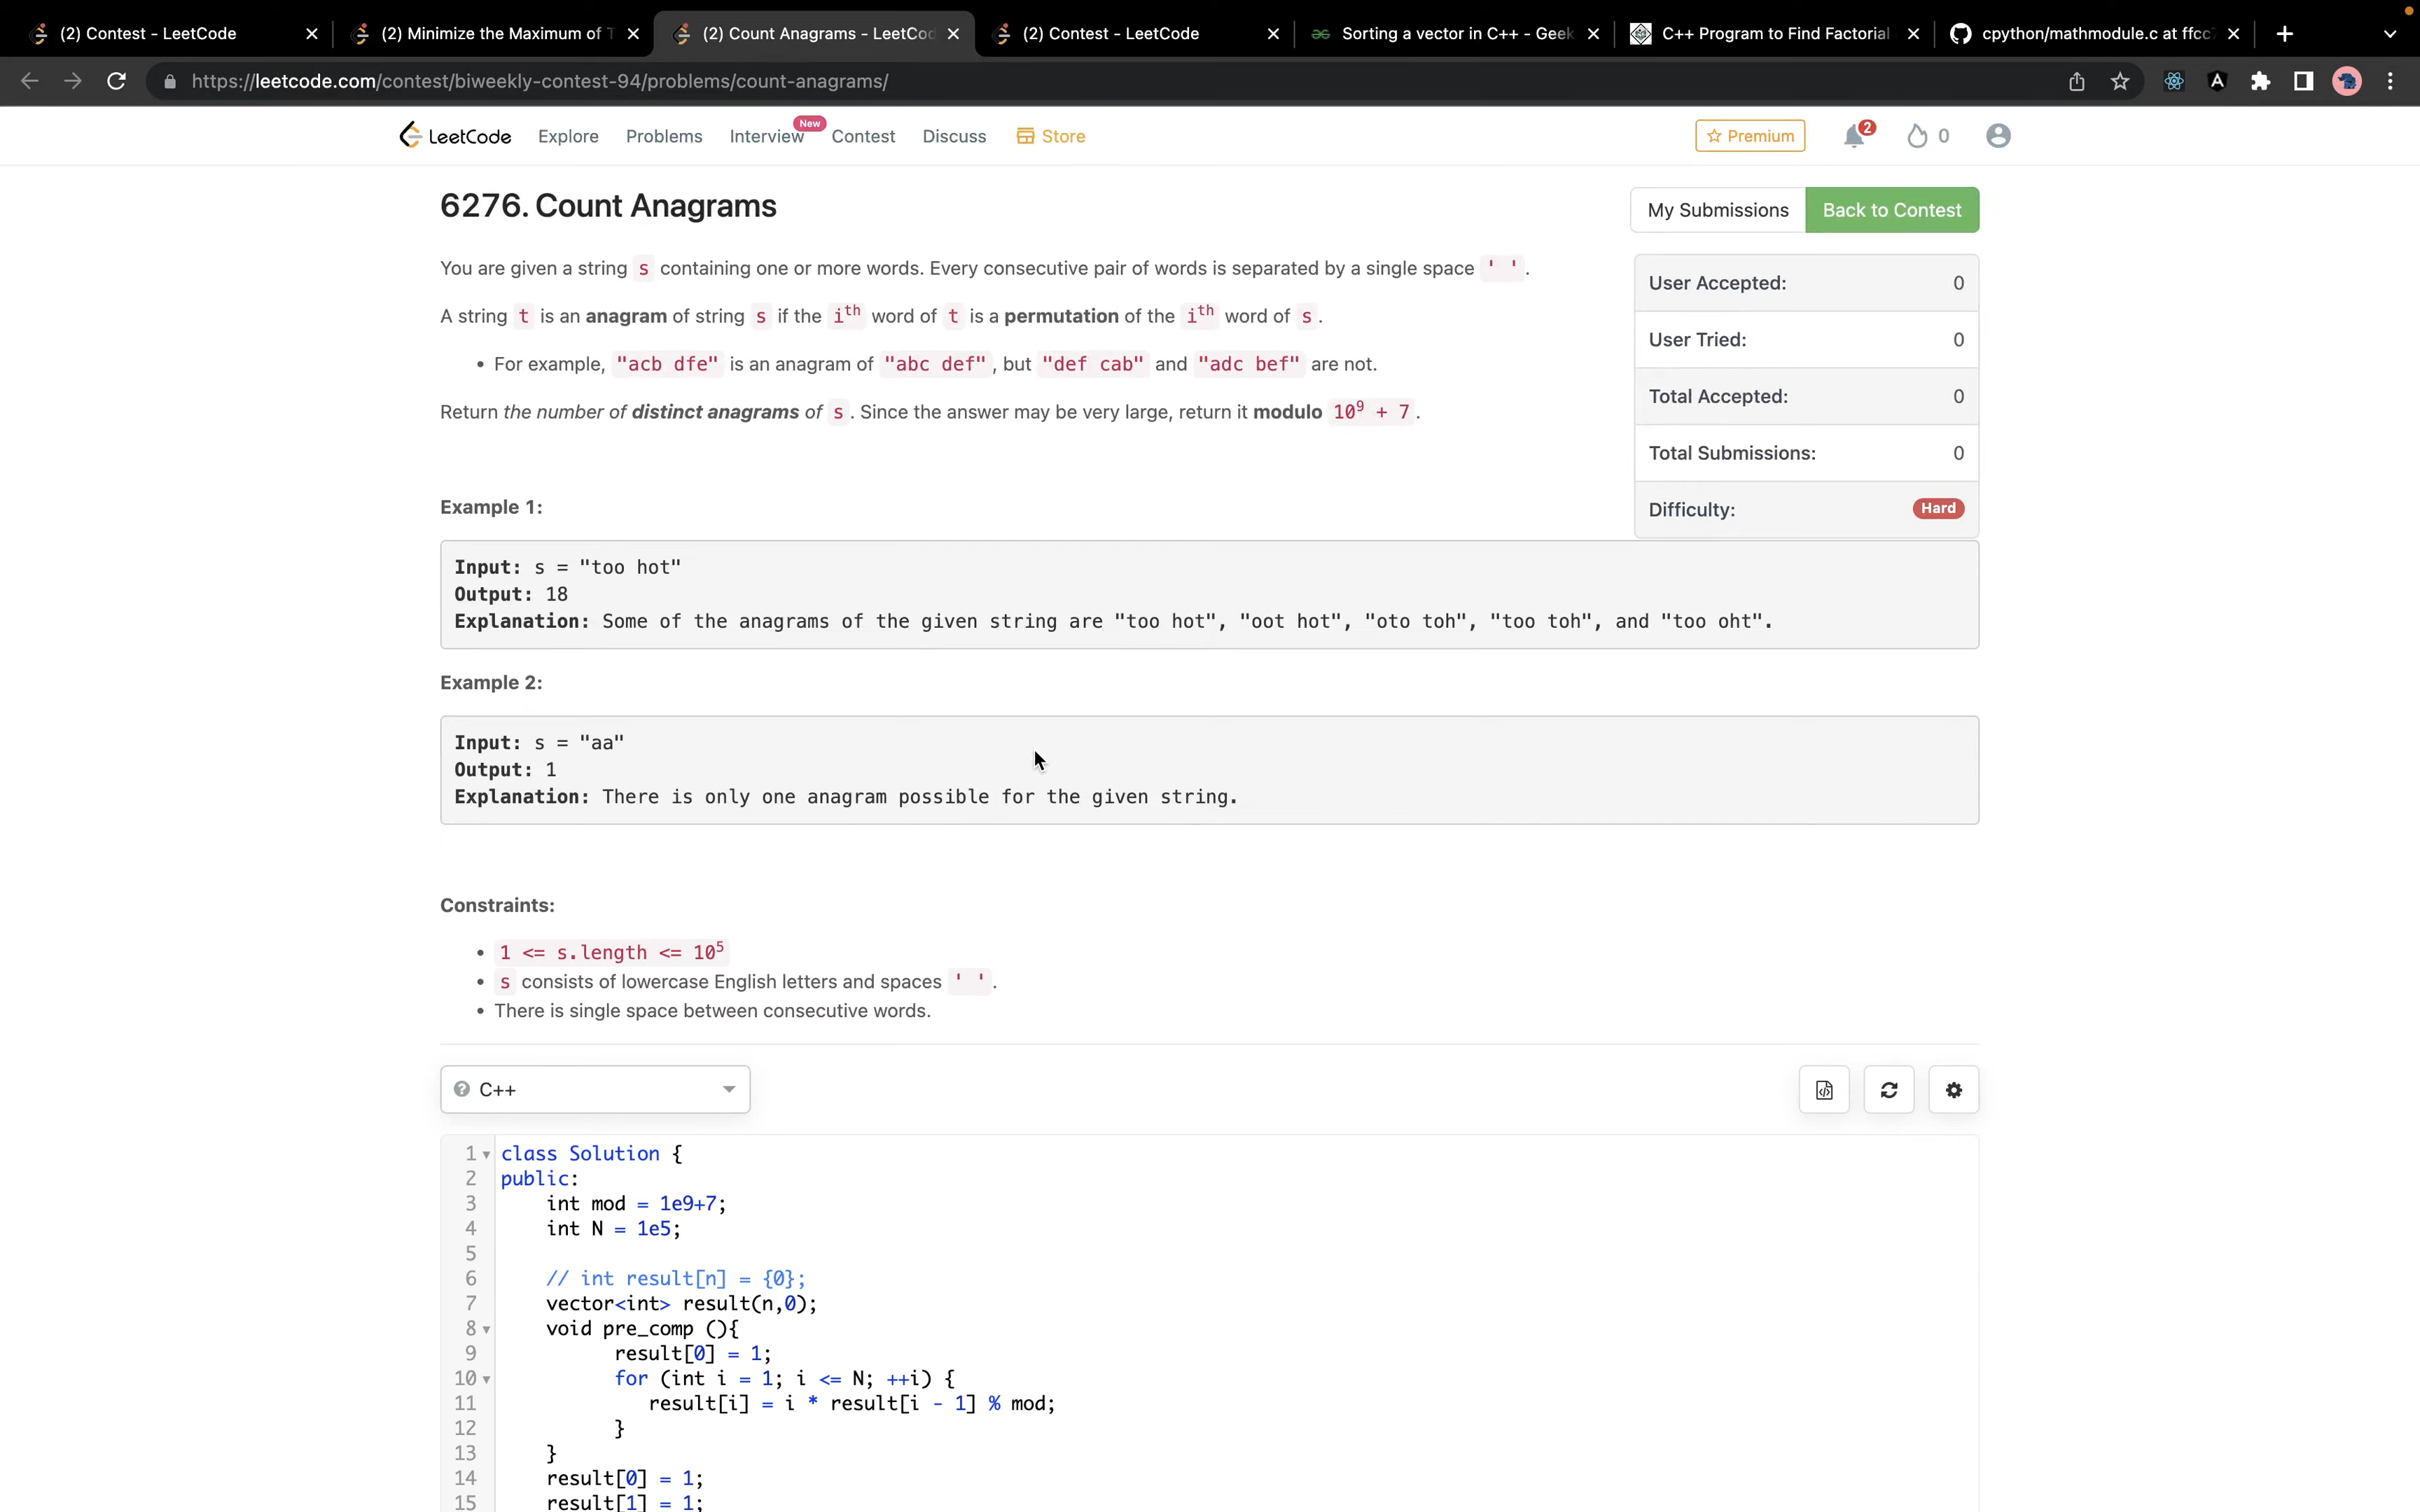 (2) Contest - LeetCode
(2) Minimize the Maximum of T
(2) Count Anagrams - LeetCod
(2) Contest - LeetCode
Sorting a vector in C++ - Geek
C++ Program to Find Factorial
cpython/mathmodule.c at ffcc7
https://leetcode.com/contest/biweekly-contest-94/problems/count-anagrams/
LeetCode
Explore
Problems
Interview
New
Contest
Discuss
Store
Premium
2
0
6276. Count Anagrams
My Submissions
Back to Contest
You are given a string s containing one or more words. Every consecutive pair of words is separated by a single space ' '.
A string t is an anagram of string s if the ith word of t is a permutation of the ith word of s.
• For example, "acb dfe" is an anagram of "abc def", but "def cab" and "adc bef" are not.
Return the number of distinct anagrams of s. Since the answer may be very large, return it modulo 10⁹ + 7.
User Accepted: 0
User Tried: 0
Total Accepted: 0
Total Submissions: 0
Difficulty: Hard
Example 1:
Input: s = "too hot"
Output: 18
Explanation: Some of the anagrams of the given string are "too hot", "oot hot", "oto toh", "too toh", and "too oht".
Example 2:
Input: s = "aa"
Output: 1
Explanation: There is only one anagram possible for the given string.
Constraints:
• 1 <= s.length <= 10⁵
• s consists of lowercase English letters and spaces ' '.
• There is single space between consecutive words.
? C++
1 class Solution {
2 public:
3 int mod = 1e9+7;
4 int N = 1e5;
5
6 // int result[n] = {0};
7 vector<int> result(n,0);
8 void pre_comp (){
9 result[0] = 1;
10 for (int i = 1; i <= N; ++i) {
11 result[i] = i * result[i - 1] % mod;
12 }
13 }
14 result[0] = 1;
15 result[1] = 1;